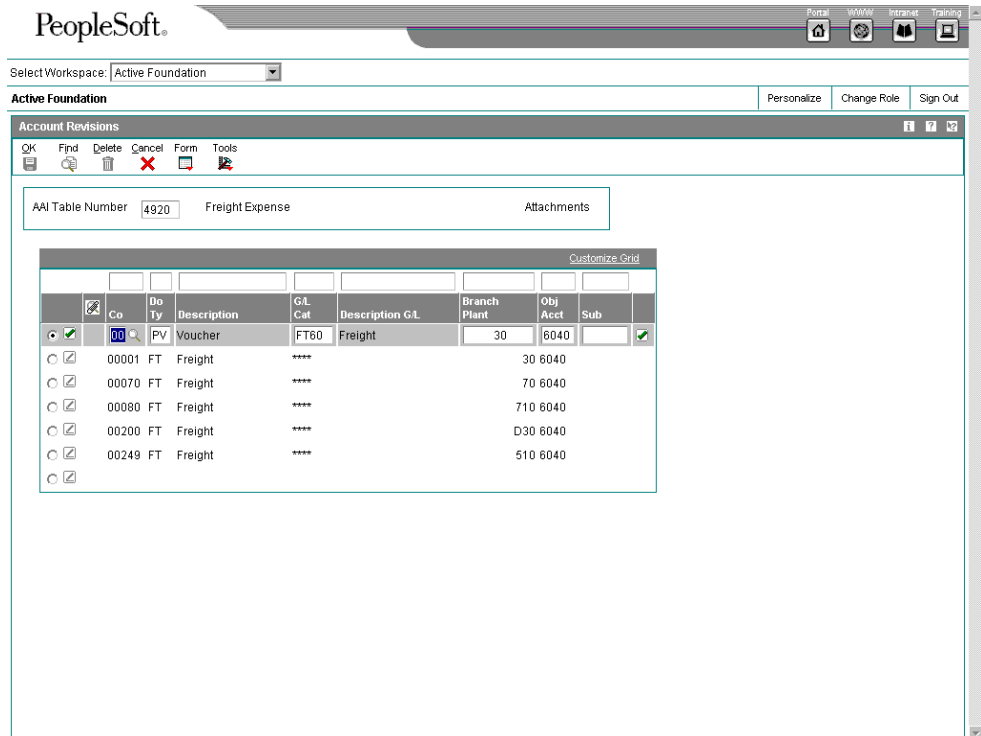 Portal WWW Intranet Training
PeopleSoft®
Select Workspace: Active Foundation
Active Foundation Personalize Change Role Sign Out
Account Revisions i ? ?
OK Find Delete Cancel Form Tools
AAI Table Number 4920 Freight Expense Attachments
Customize Grid
Co Do Ty Description G/L Cat Description G/L Branch Plant Obj Acct Sub
00 PV Voucher FT60 Freight 30 6040
00001 FT Freight **** 30 6040
00070 FT Freight **** 70 6040
00080 FT Freight **** 710 6040
00200 FT Freight **** D30 6040
00249 FT Freight **** 510 6040